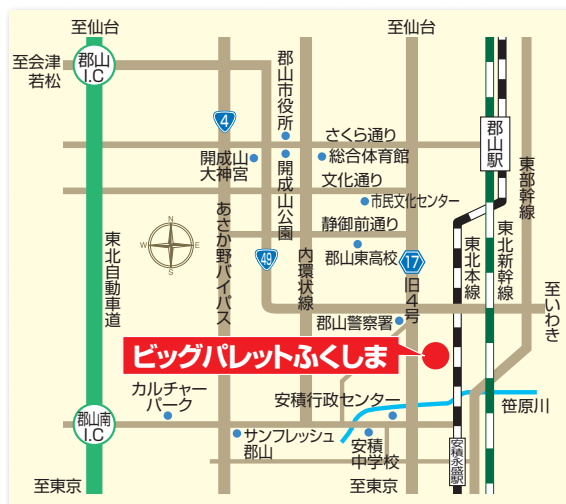 至仙台
至仙台
郡山
I.C
至会津
若松
4
郡山市役所
さくら通り
総合体育館
郡山駅
開成山
大神宮
開成山公園
文化通り
市民文化センター
東部幹線
あさか野バイパス
静御前通り
郡山東高校
N
W
E
S
49
内環状線
17
旧4号
東北本線
東北新幹線
東北自動車道
至いわき
郡山警察署
ビッグパレットふくしま
カルチャー
パーク
安積行政センター
笹原川
郡山南
I.C
サンフレッシュ
郡山
安積
中学校
安積永盛駅
至東京
至東京